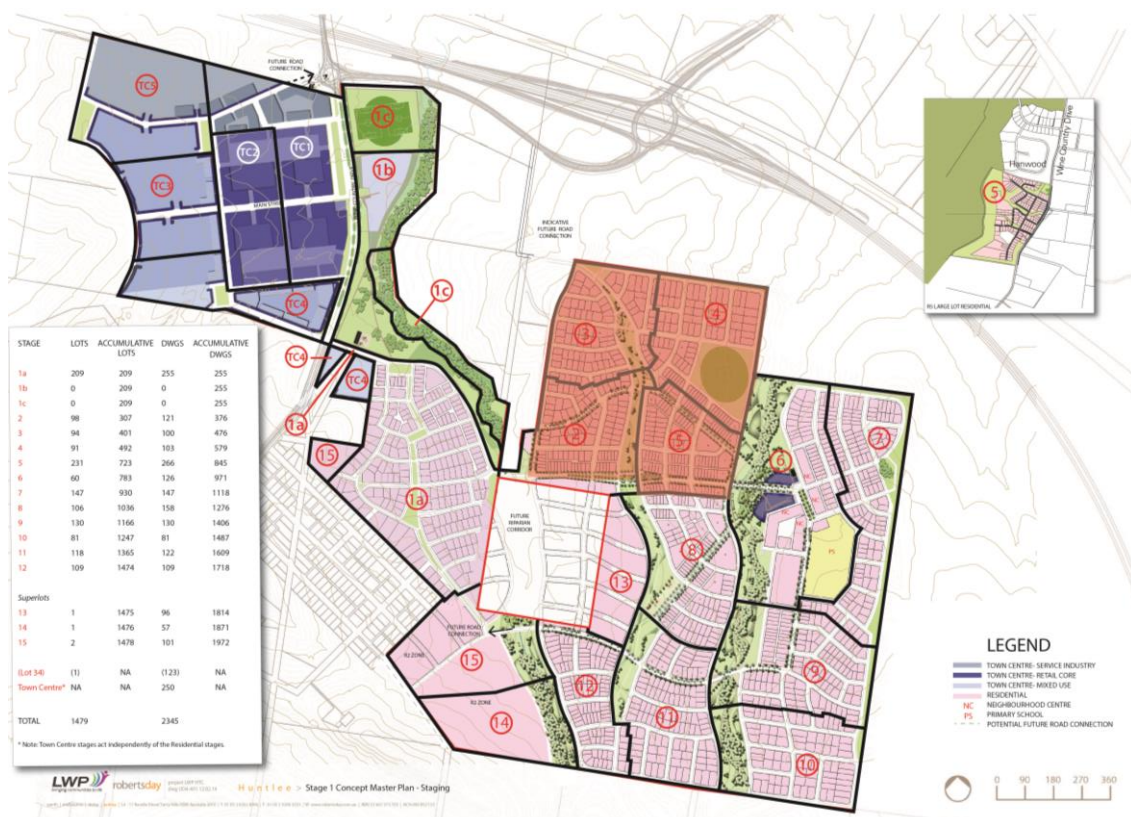 FUTURE ROAD
CONNECTION
TC5
TC2
TC1
1c
1b
TC3
MAIN STREET
TC4
1c
INDICATIVE
FUTURE ROAD
CONNECTION
Hanwood
Wine Country Drive
5
R5 LARGE LOT RESIDENTIAL
STAGE LOTS ACCUMULATIVE LOTS DWGS ACCUMULATIVE DWGS
1a 209 209 255 255
1b 0 209 0 255
1c 0 209 0 255
2 98 307 121 376
3 94 401 100 476
4 91 492 103 579
5 231 723 266 845
6 60 783 126 971
7 147 930 147 1118
8 106 1036 158 1276
9 130 1166 130 1406
10 81 1247 81 1487
11 118 1365 122 1609
12 109 1474 109 1718
Superlots
13 1 1475 96 1814
14 1 1476 57 1871
15 2 1478 101 1972
(Lot 34) (1) NA (123) NA
Town Centre* NA NA 250 NA
TOTAL 1479 2345
* Note: Town Centre stages act independently of the Residential stages.
TC4
TC4
1a
15
1a
3
4
2
5
6
7
NC
NC
NC
NC
PS
FUTURE
RIPARIAN
CORRIDOR
8
13
FUTURE ROAD
CONNECTION
R2 ZONE
15
R2 ZONE
14
12
11
9
10
LEGEND
TOWN CENTRE- SERVICE INDUSTRY
TOWN CENTRE- RETAIL CORE
TOWN CENTRE- MIXED USE
RESIDENTIAL
NC NEIGHBOURHOOD CENTRE
PS PRIMARY SCHOOL
POTENTIAL FUTURE ROAD CONNECTION
LWP
bringing communities to life
robertsday
Huntlee > Stage 1 Concept Master Plan - Staging
0 90 180 270 360